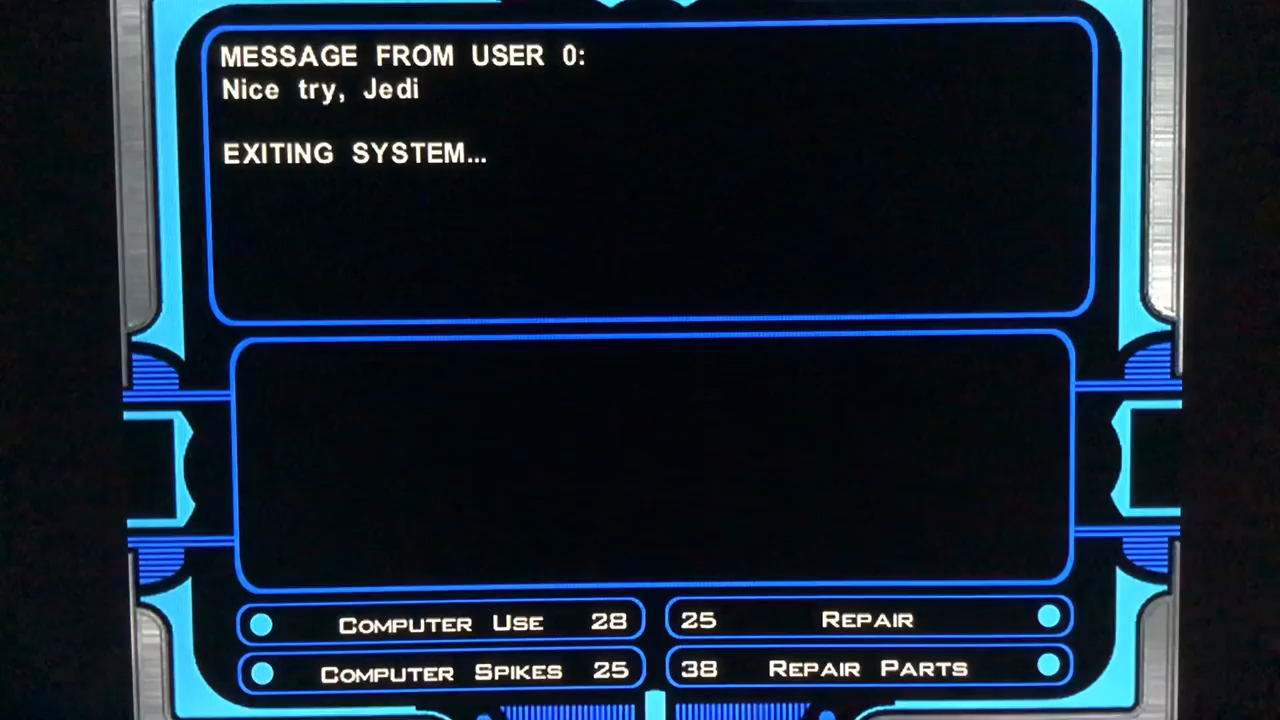 MESSAGE FROM USER 0:
Nice try, Jedi
EXITING SYSTEM...
Computer Use 28
25 Repair
Computer Spikes 25
38 Repair Parts